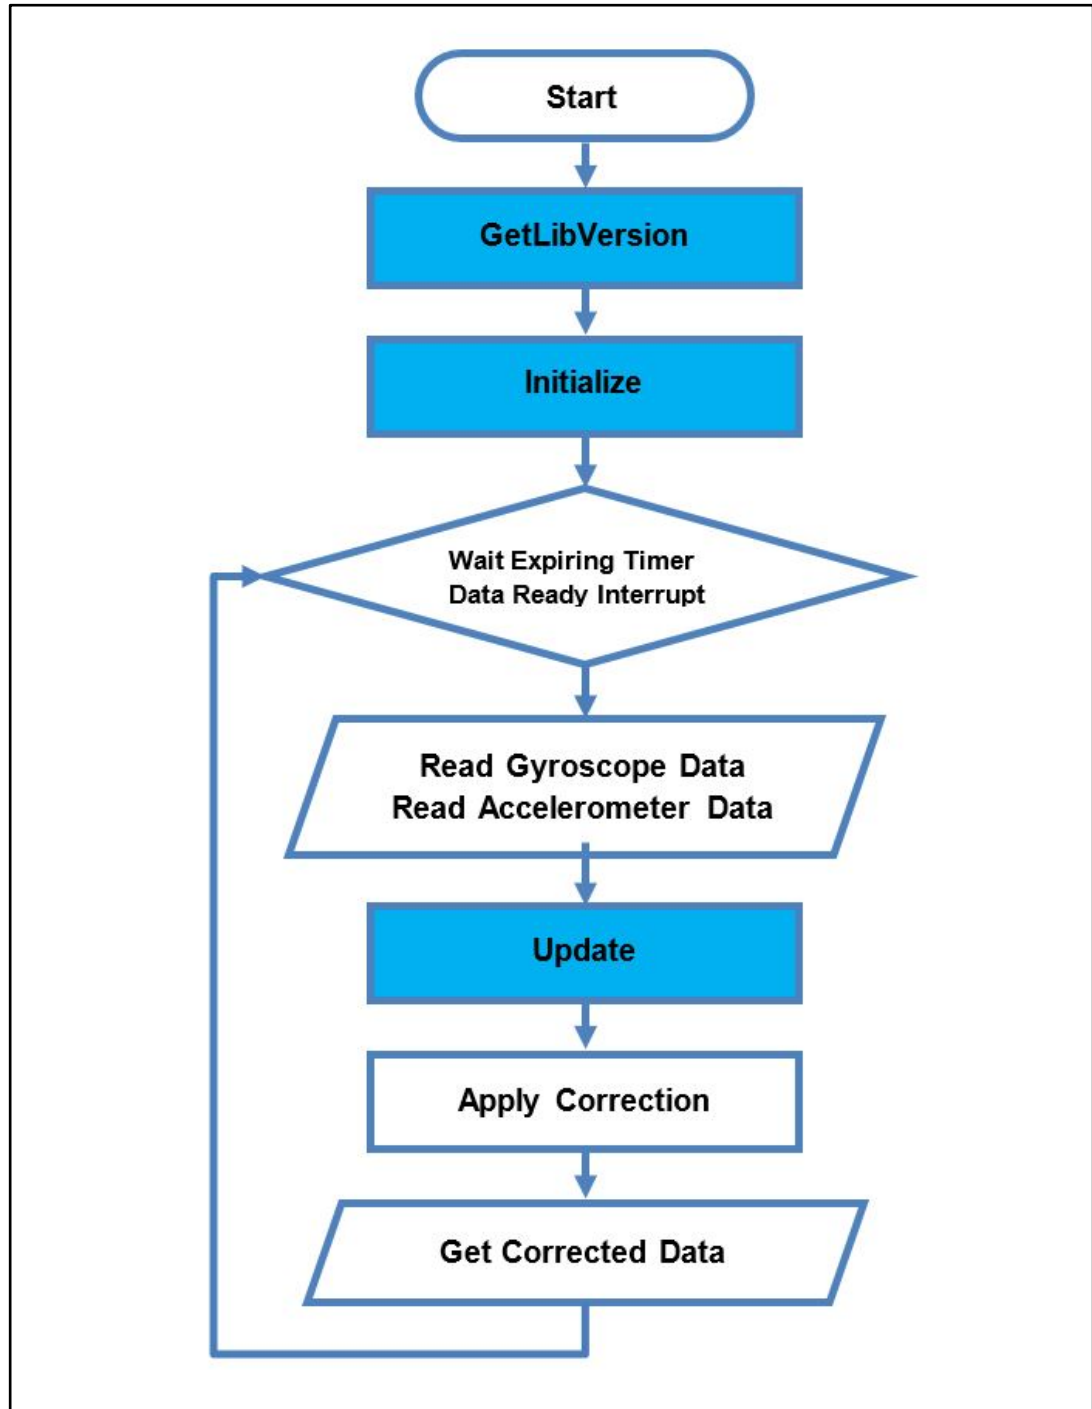 Start
GetLibVersion
Initialize
Wait Expiring Timer
Data Ready Interrupt
Read Gyroscope Data
Read Accelerometer Data
Update
Apply Correction
Get Corrected Data